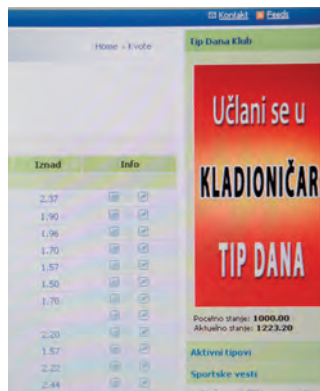 Kontakt Feeds
Home » Kvote
Tip Dana Klub
Učlani se u
KLADIONIČAR
TIP DANA
Iznad Info
2.37
1.90
1.96
1.70
1.57
1.50
1.70
2.20
1.57
2.22
2.44
Pocetno stanje: 1000.00
Aktuelno stanje: 1223.20
Aktivni tipovi
Sportske vesti